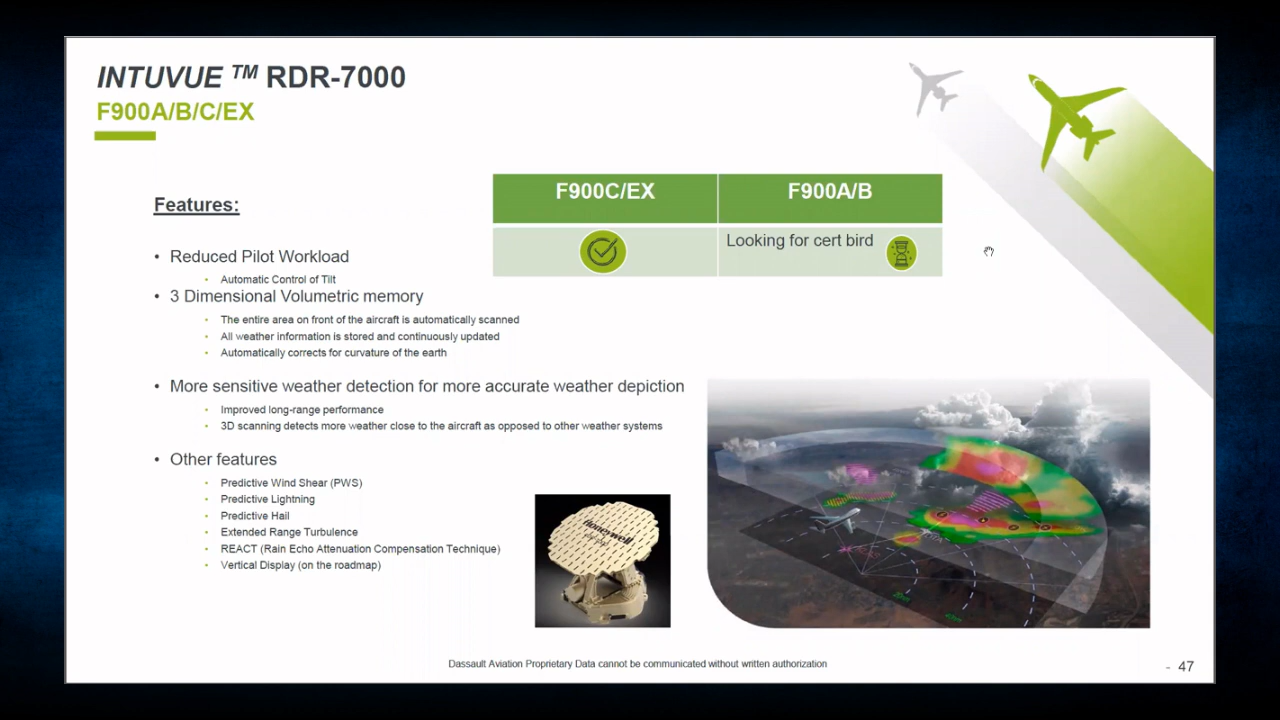 INTUVUE TM RDR-7000
F900A/B/C/EX
F900C/EX
F900A/B
Looking for cert bird
Features:
• Reduced Pilot Workload
• Automatic Control of Tilt
• 3 Dimensional Volumetric memory
• The entire area on front of the aircraft is automatically scanned
• All weather information is stored and continuously updated
• Automatically corrects for curvature of the earth
• More sensitive weather detection for more accurate weather depiction
• Improved long-range performance
• 3D scanning detects more weather close to the aircraft as opposed to other weather systems
• Other features
• Predictive Wind Shear (PWS)
• Predictive Lightning
• Predictive Hail
• Extended Range Turbulence
• REACT (Rain Echo Attenuation Compensation Technique)
• Vertical Display (on the roadmap)
Honeywell
Dassault Aviation Proprietary Data cannot be communicated without written authorization
- 47